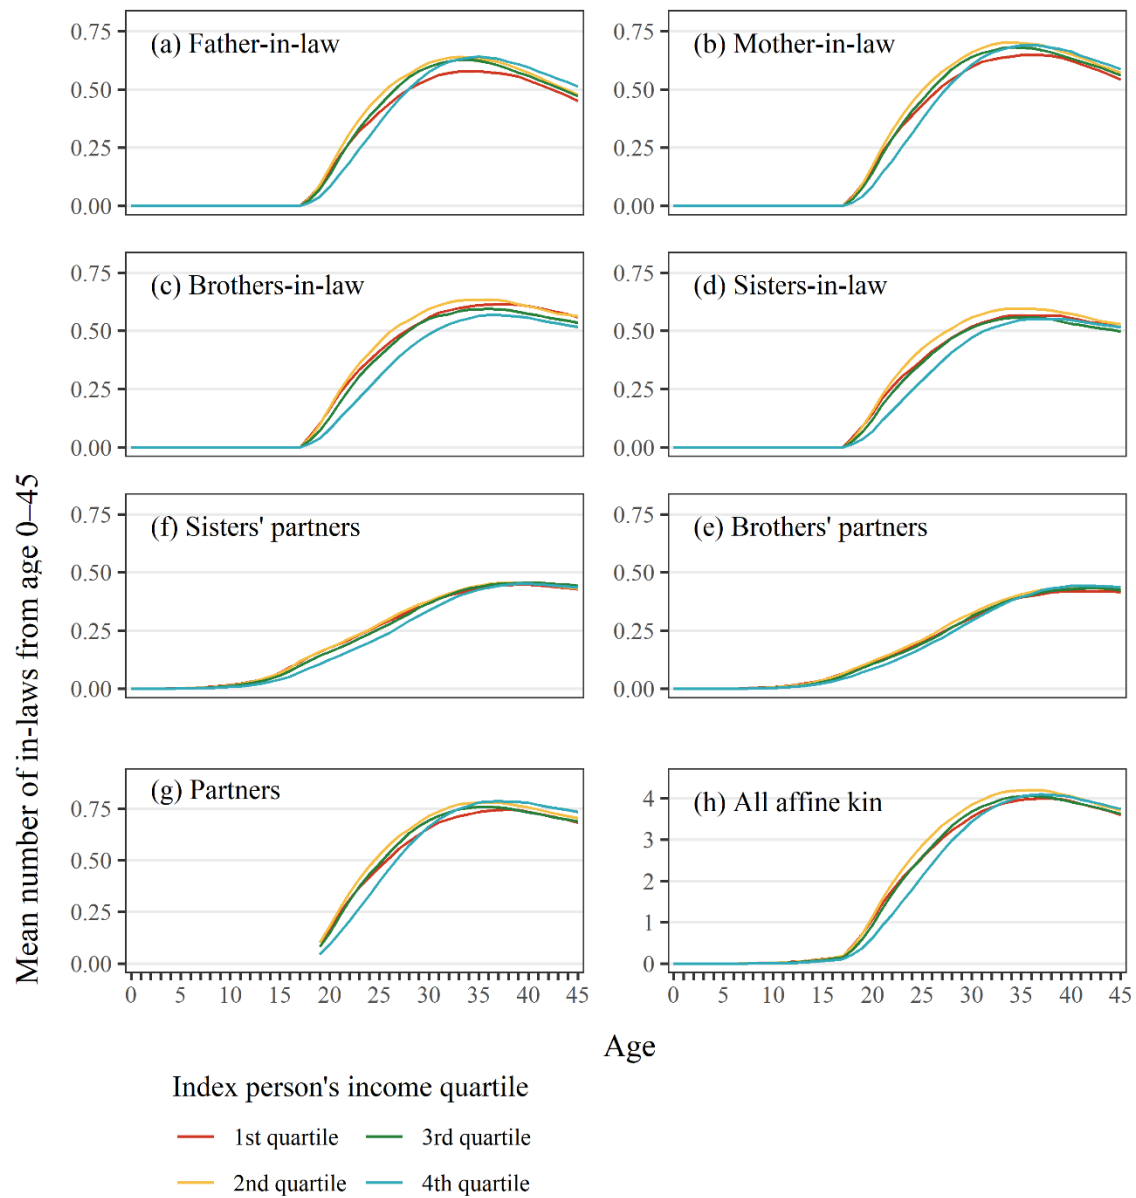 (a) Father-in-law
0.75
0.50
0.25
0.00
(b) Mother-in-law
0.75
0.50
0.25
0.00
(c) Brothers-in-law
0.75
0.50
0.25
0.00
(d) Sisters-in-law
0.75
0.50
0.25
0.00
(f) Sisters' partners
0.75
0.50
0.25
0.00
(e) Brothers' partners
0.75
0.50
0.25
0.00
(g) Partners
0.75
0.50
0.25
0.00
0 5 10 15 20 25 30 35 40 45
(h) All affine kin
4
3
2
1
0
0 5 10 15 20 25 30 35 40 45
Mean number of in-laws from age 0–45
Age
Index person's income quartile
1st quartile
3rd quartile
2nd quartile
4th quartile